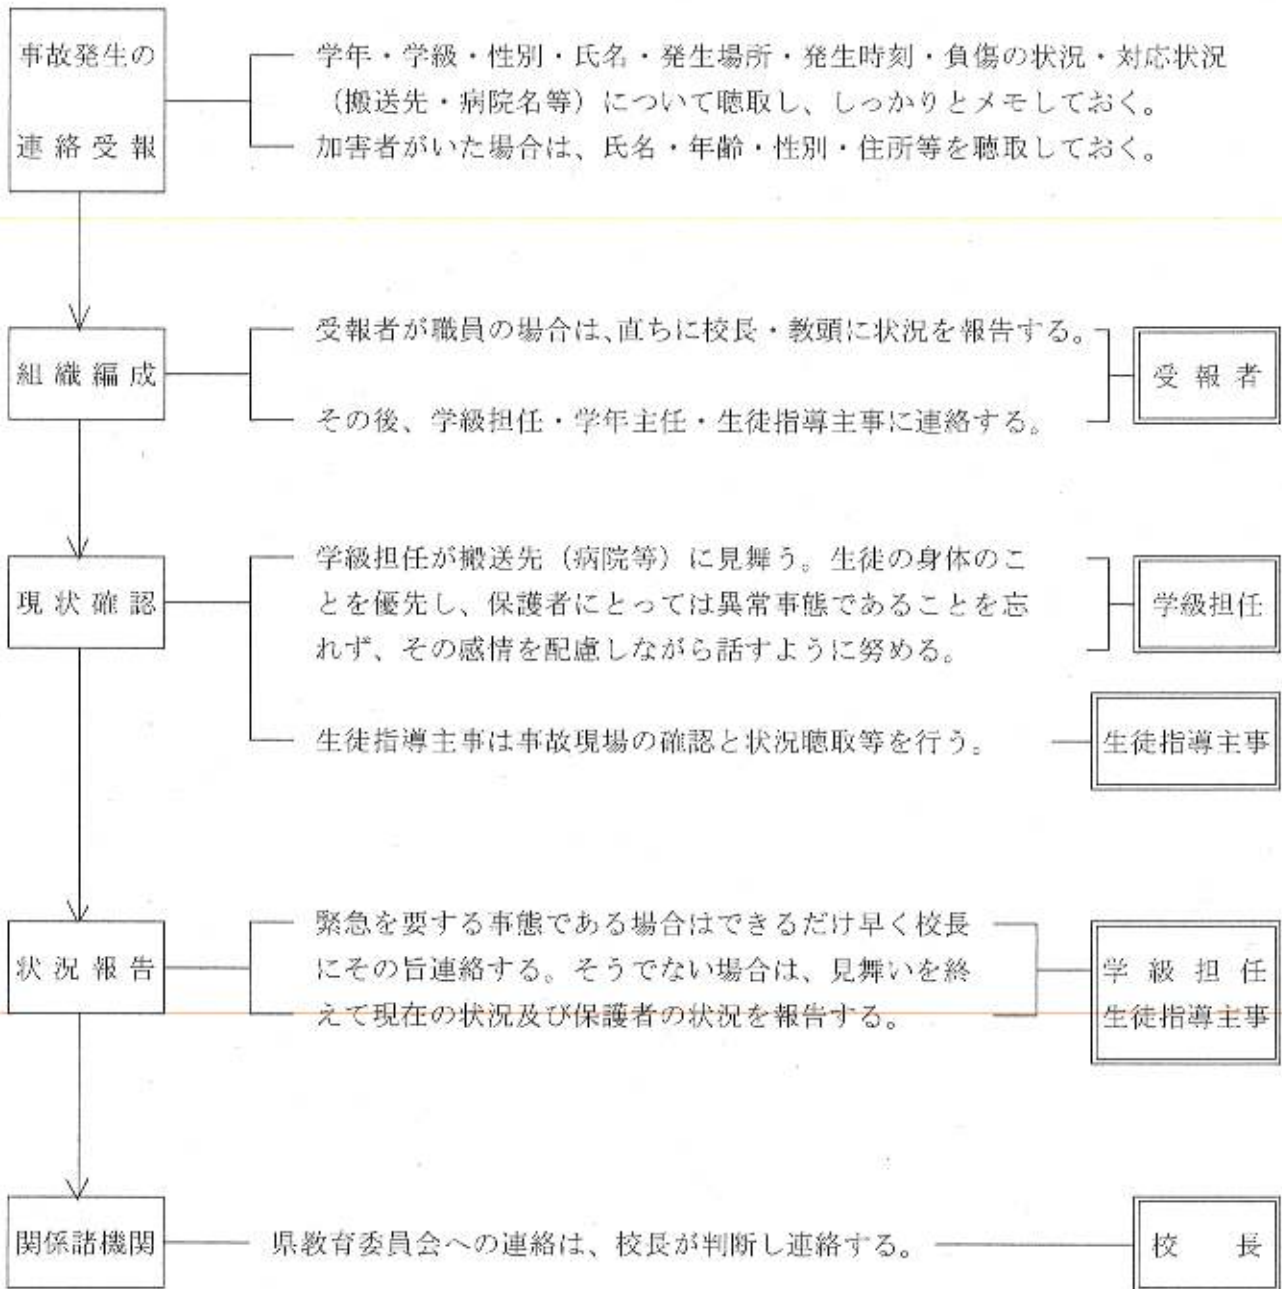 事故発生の
連絡受報
学年・学級・性別・氏名・発生場所・発生時刻・負傷の状況・対応状況
（搬送先・病院名等）について聴取し、しっかりとメモしておく。
加害者がいた場合は、氏名・年齢・性別・住所等を聴取しておく。
組織編成
受報者が職員の場合は、直ちに校長・教頭に状況を報告する。
その後、学級担任・学年主任・生徒指導主事に連絡する。
受報者
現状確認
学級担任が搬送先（病院等）に見舞う。生徒の身体のこ
とを優先し、保護者にとっては異常事態であることを忘
れず、その感情を配慮しながら話すように努める。
学級担任
生徒指導主事は事故現場の確認と状況聴取等を行う。
生徒指導主事
状況報告
緊急を要する事態である場合はできるだけ早く校長
にその旨連絡する。そうでない場合は、見舞いを終
えて現在の状況及び保護者の状況を報告する。
学級担任
生徒指導主事
関係諸機関
県教育委員会への連絡は、校長が判断し連絡する。
校長